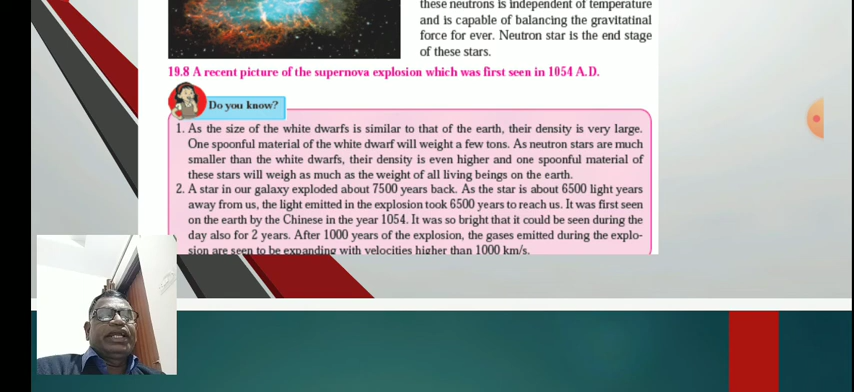 these neutrons is independent of temperature
and is capable of balancing the gravitatinal
force for ever. Neutron star is the end stage
of these stars.
19.8 A recent picture of the supernova explosion which was first seen in 1054 A.D.
Do you know?
1. As the size of the white dwarfs is similar to that of the earth, their density is very large.
One spoonful material of the white dwarf will weight a few tons. As neutron stars are much
smaller than the white dwarfs, their density is even higher and one spoonful material of
these stars will weigh as much as the weight of all living beings on the earth.
2. A star in our galaxy exploded about 7500 years back. As the star is about 6500 light years
away from us, the light emitted in the explosion took 6500 years to reach us. It was first seen
on the earth by the Chinese in the year 1054. It was so bright that it could be seen during the
day also for 2 years. After 1000 years of the explosion, the gases emitted during the explo-
sion are seen to be expanding with velocities higher than 1000 km/s.